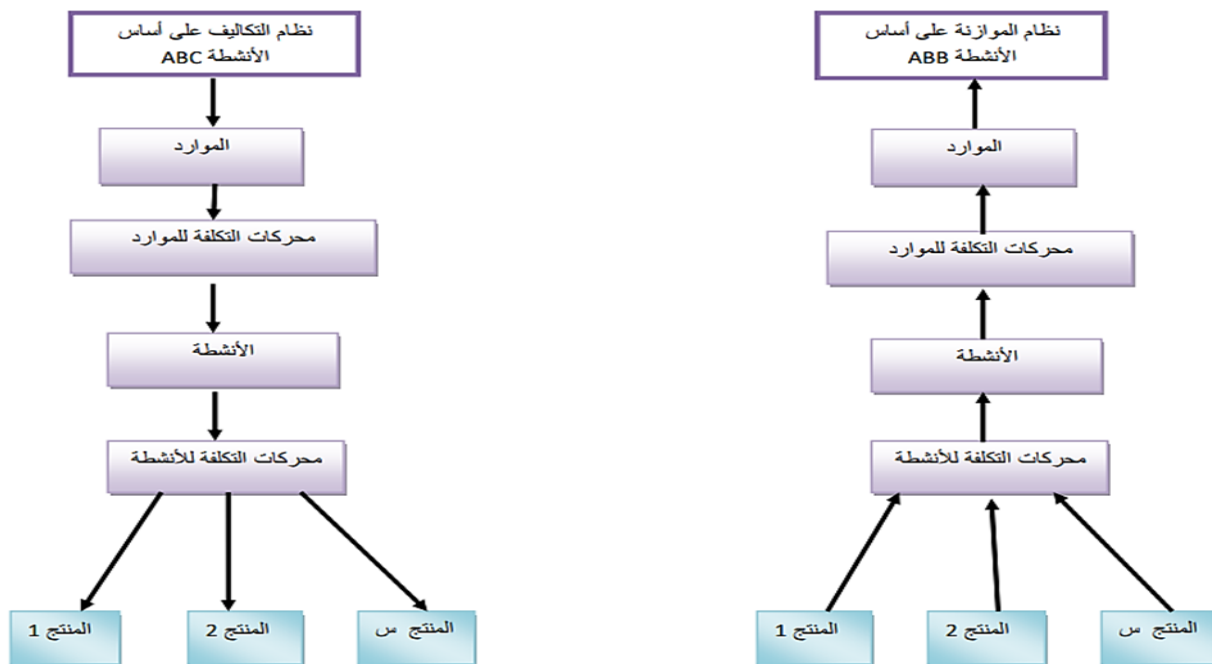 نظام التكاليف على أساس
الأنشطة ABC
الموارد
محركات التكلفة للموارد
الأنشطة
محركات التكلفة للأنشطة
المنتج 1
المنتج 2
المنتج س
نظام الموازنة على أساس
الأنشطة ABB
الموارد
محركات التكلفة للموارد
الأنشطة
محركات التكلفة للأنشطة
المنتج 1
المنتج 2
المنتج س